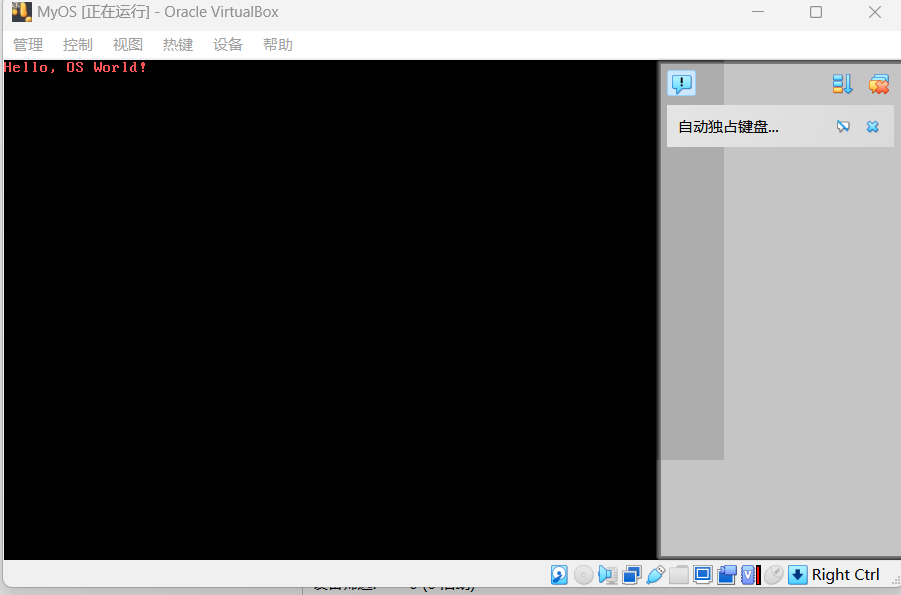 MyOS [正在运行] - Oracle VirtualBox
管理 控制 视图 热键 设备 帮助
Hello, OS World!
自动独占键盘...
Right Ctrl